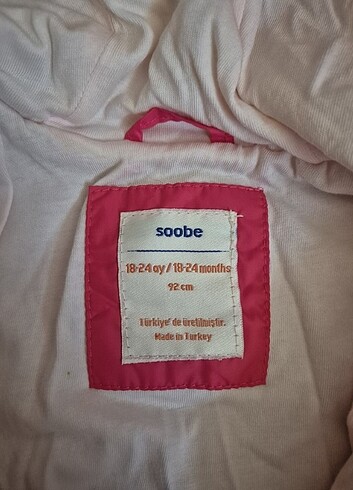 soobe
18-24 ay / 18-24 months
92 cm
Türkiye'de üretilmiştir.
Made in Turkey